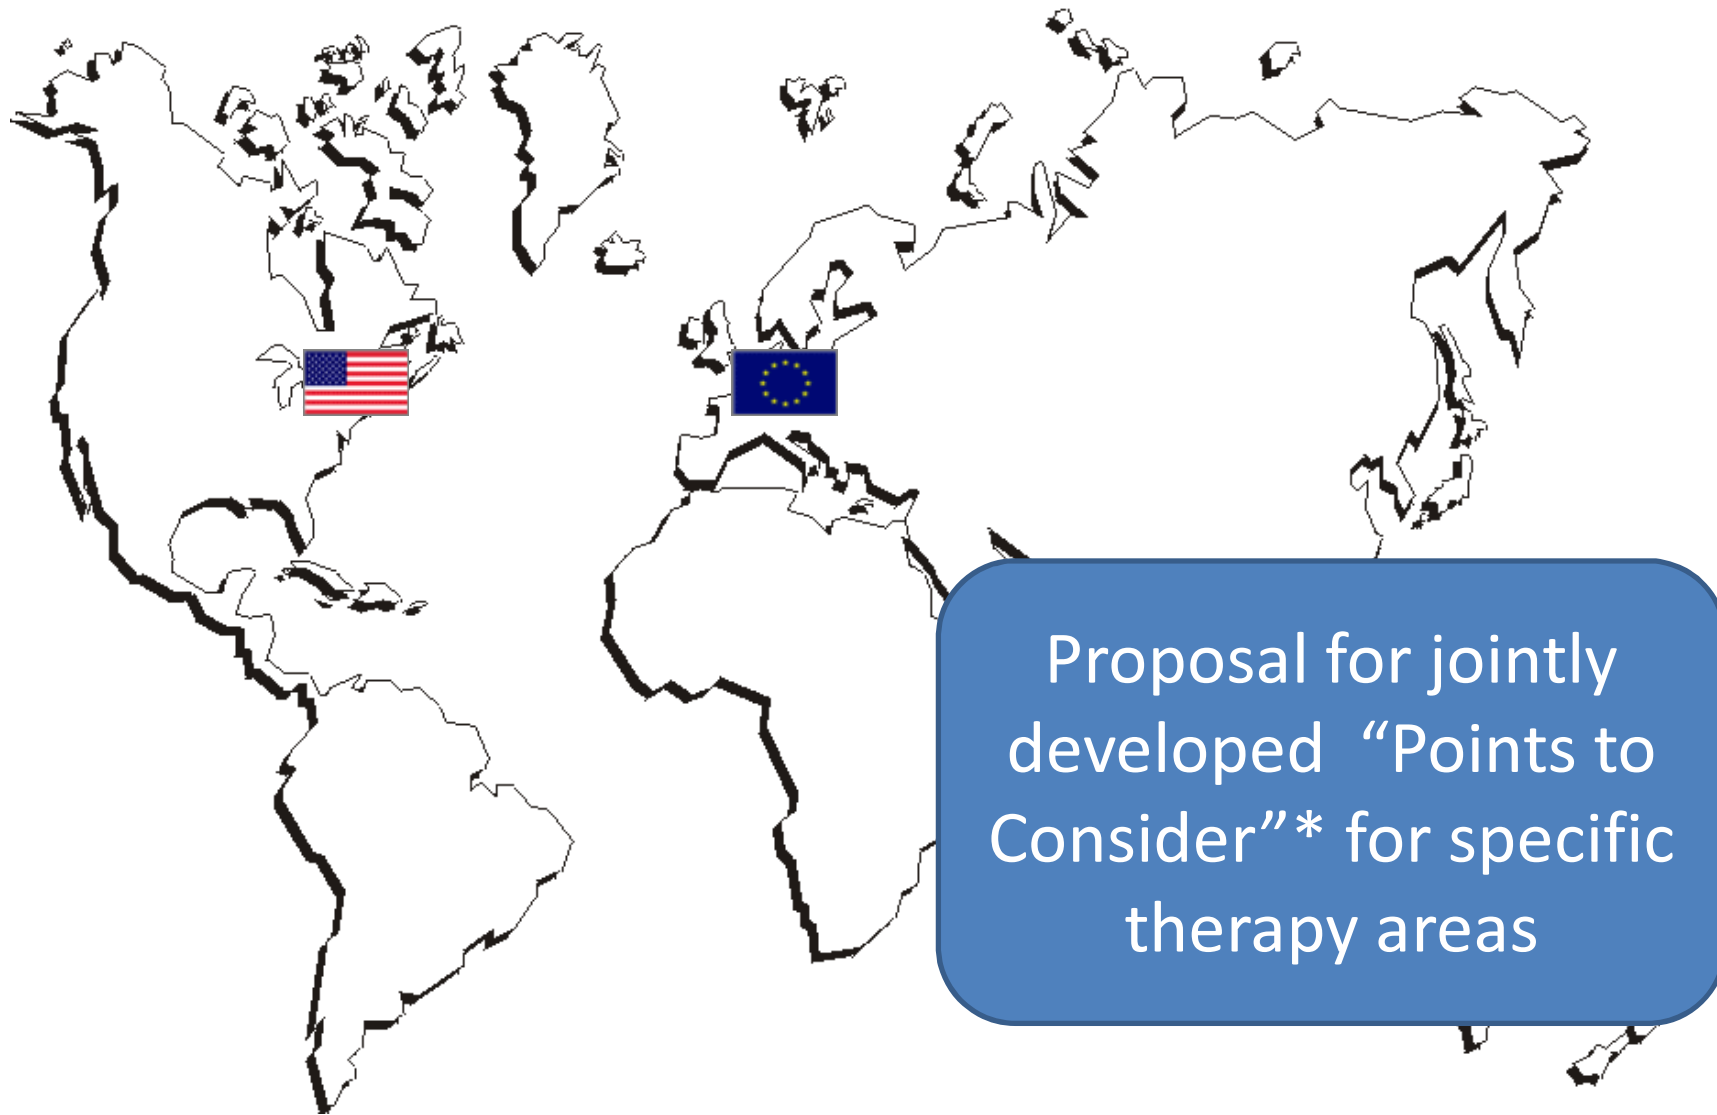 Proposal for jointly
developed “Points to
Consider”* for specific
therapy areas